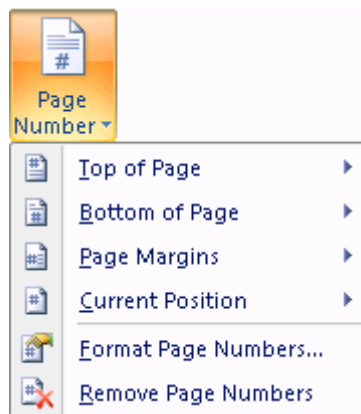 Page
Number
Top of Page
Bottom of Page
Page Margins
Current Position
Format Page Numbers...
Remove Page Numbers